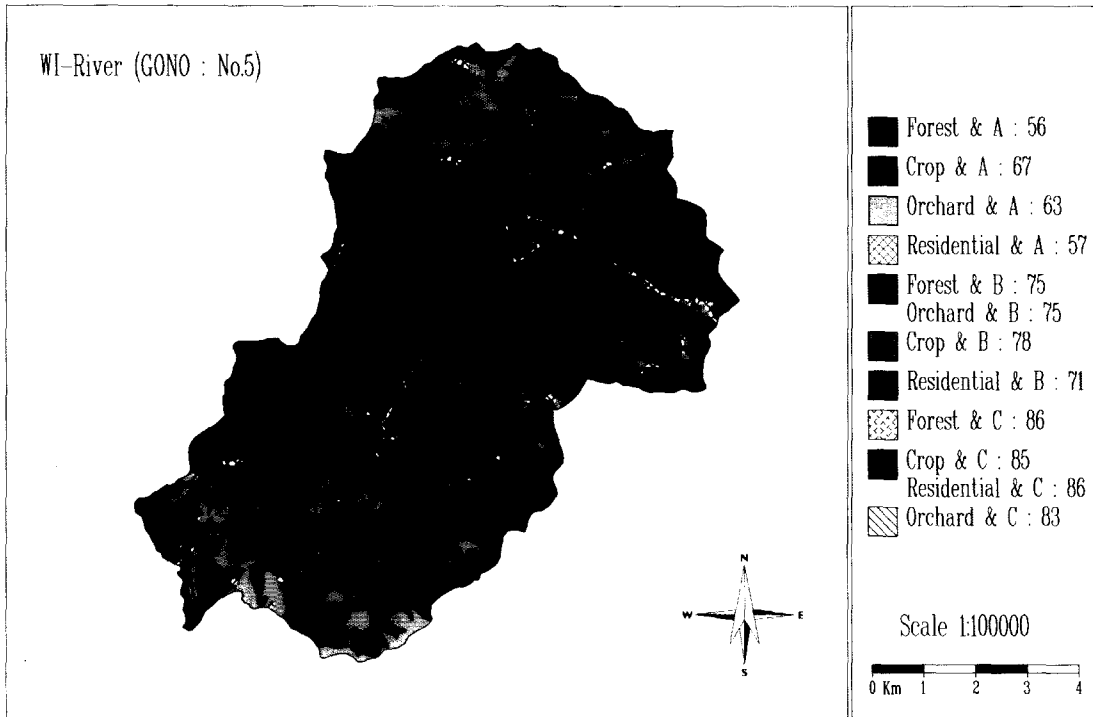 WI-River (GONO : No.5)
Forest & A : 56
Crop & A : 67
Orchard & A : 63
Residential & A : 57
Forest & B : 75
Orchard & B : 75
Crop & B : 78
Residential & B : 71
Forest & C : 86
Crop & C : 85
Residential & C : 86
Orchard & C : 83
N
W E
S
Scale 1:100000
0 Km 1 2 3 4